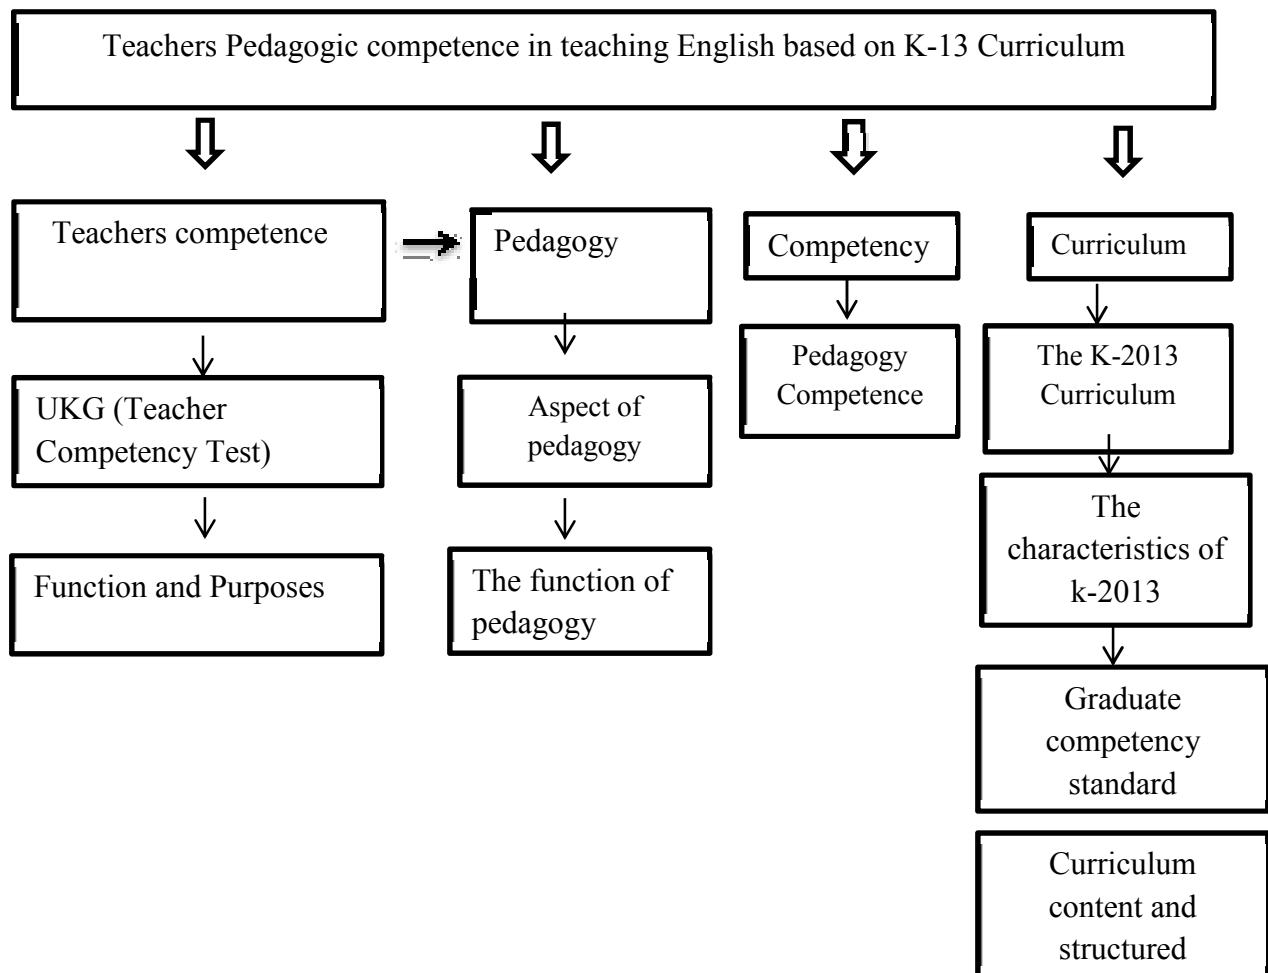 Teachers Pedagogic competence in teaching English based on K-13 Curriculum
Teachers competence
Pedagogy
Competency
Curriculum
UKG (Teacher
Competency Test)
Aspect of
pedagogy
Pedagogy
Competence
The K-2013
Curriculum
Function and Purposes
The function of
pedagogy
The
characteristics of
k-2013
Graduate
competency
standard
Curriculum
content and
structured